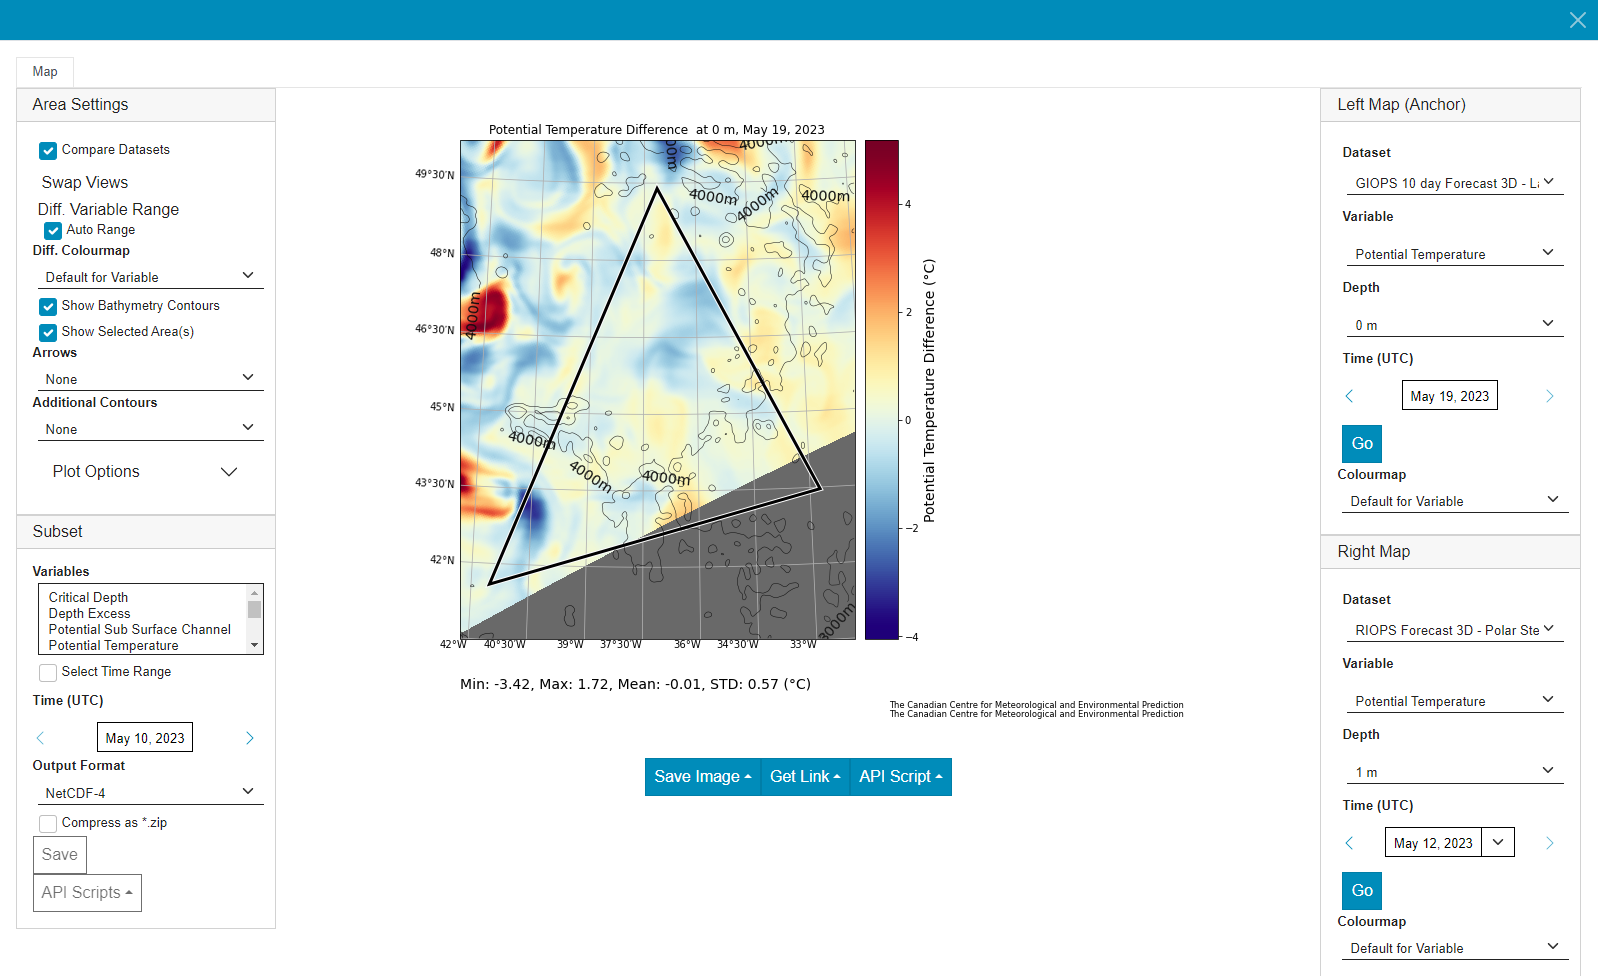 Map
Area Settings
Compare Datasets
Swap Views
Diff. Variable Range
Auto Range
Diff. Colourmap
Default for Variable
Show Bathymetry Contours
Show Selected Area(s)
Arrows
None
Additional Contours
None
Plot Options
Subset
Variables
Critical Depth
Depth Excess
Potential Sub Surface Channel
Potential Temperature
Select Time Range
Time (UTC)
May 10, 2023
Output Format
NetCDF-4
Compress as *.zip
Save
API Scripts
Potential Temperature Difference at 0 m, May 19, 2023
49°30'N
48°N
46°30'N
45°N
43°30'N
42°N
42°W 40°30'W 39°W 37°30'W 36°W 34°30'W 33°W
4000m
4000m
4000m
4000m
4000m
4000m
4000m
3000m
4
2
0
−2
−4
Potential Temperature Difference (°C)
Min: -3.42, Max: 1.72, Mean: -0.01, STD: 0.57 (°C)
The Canadian Centre for Meteorological and Environmental Prediction
The Canadian Centre for Meteorological and Environmental Prediction
Save Image Get Link API Script
Left Map (Anchor)
Dataset
GIOPS 10 day Forecast 3D - La
Variable
Potential Temperature
Depth
0 m
Time (UTC)
May 19, 2023
Go
Colourmap
Default for Variable
Right Map
Dataset
RIOPS Forecast 3D - Polar Ste
Variable
Potential Temperature
Depth
1 m
Time (UTC)
May 12, 2023
Go
Colourmap
Default for Variable